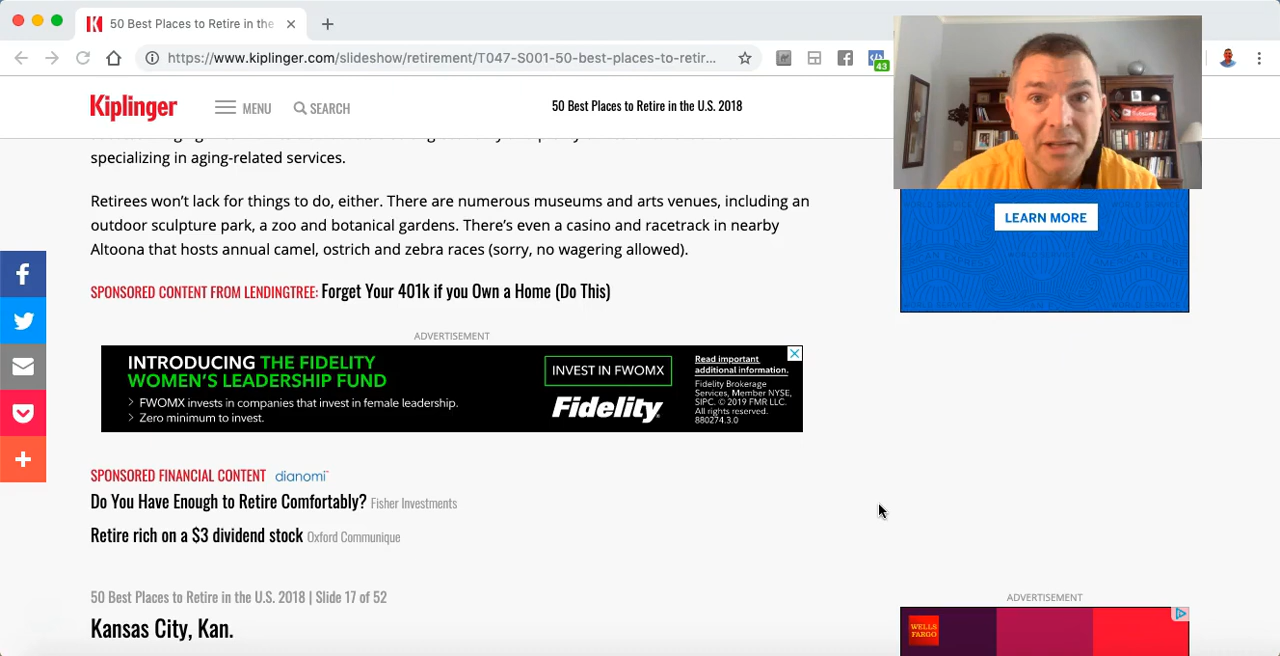 50 Best Places to Retire in the
https://www.kiplinger.com/slideshow/retirement/T047-S001-50-best-places-to-retir...
43
Kiplinger
MENU
SEARCH
50 Best Places to Retire in the U.S. 2018
specializing in aging-related services.
Retirees won’t lack for things to do, either. There are numerous museums and arts venues, including an
outdoor sculpture park, a zoo and botanical gardens. There’s even a casino and racetrack in nearby
Altoona that hosts annual camel, ostrich and zebra races (sorry, no wagering allowed).
SPONSORED CONTENT FROM LENDINGTREE: Forget Your 401k if you Own a Home (Do This)
LEARN MORE
ADVERTISEMENT
INTRODUCING THE FIDELITY
WOMEN'S LEADERSHIP FUND
> FWOMX invests in companies that invest in female leadership.
> Zero minimum to invest.
INVEST IN FWOMX
Fidelity
Read important
additional information.
Fidelity Brokerage
Services, Member NYSE,
SIPC. © 2019 FMR LLC.
All rights reserved.
880274.3.0
SPONSORED FINANCIAL CONTENT dianomi
Do You Have Enough to Retire Comfortably? Fisher Investments
Retire rich on a $3 dividend stock Oxford Communique
50 Best Places to Retire in the U.S. 2018 | Slide 17 of 52
Kansas City, Kan.
ADVERTISEMENT
WELLS
FARGO